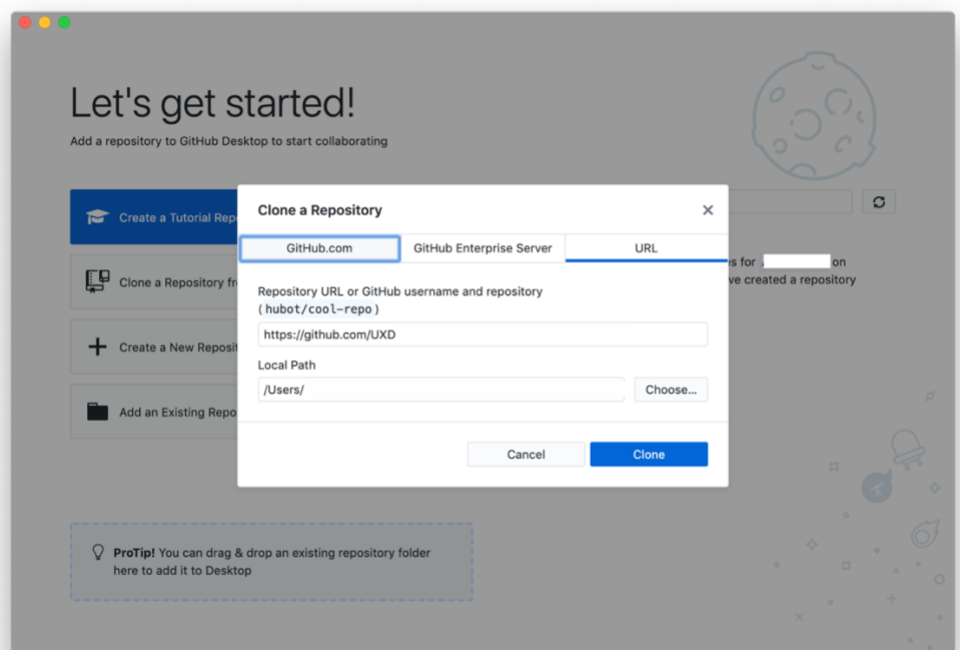 Let's get started!
Add a repository to GitHub Desktop to start collaborating
Create a Tutorial Repo
Clone a Repository
Create a New
Add an Existing Repo
s for
on
ve created a repository
Clone a Repository
GitHub.com
GitHub Enterprise Server
URL
Repository URL or GitHub username and repository
(hubot/cool-repo)
https://github.com/UXD
Local Path
/Users/
Choose...
Cancel
Clone
ProTip! You can drag & drop an existing repository folder
here to add it to Desktop